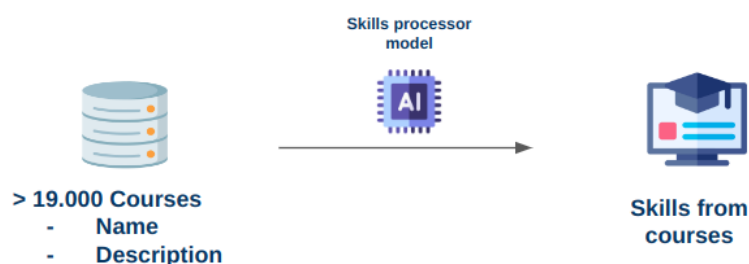 Skills processor
model
AI
> 19.000 Courses
- Name
- Description
Skills from
courses